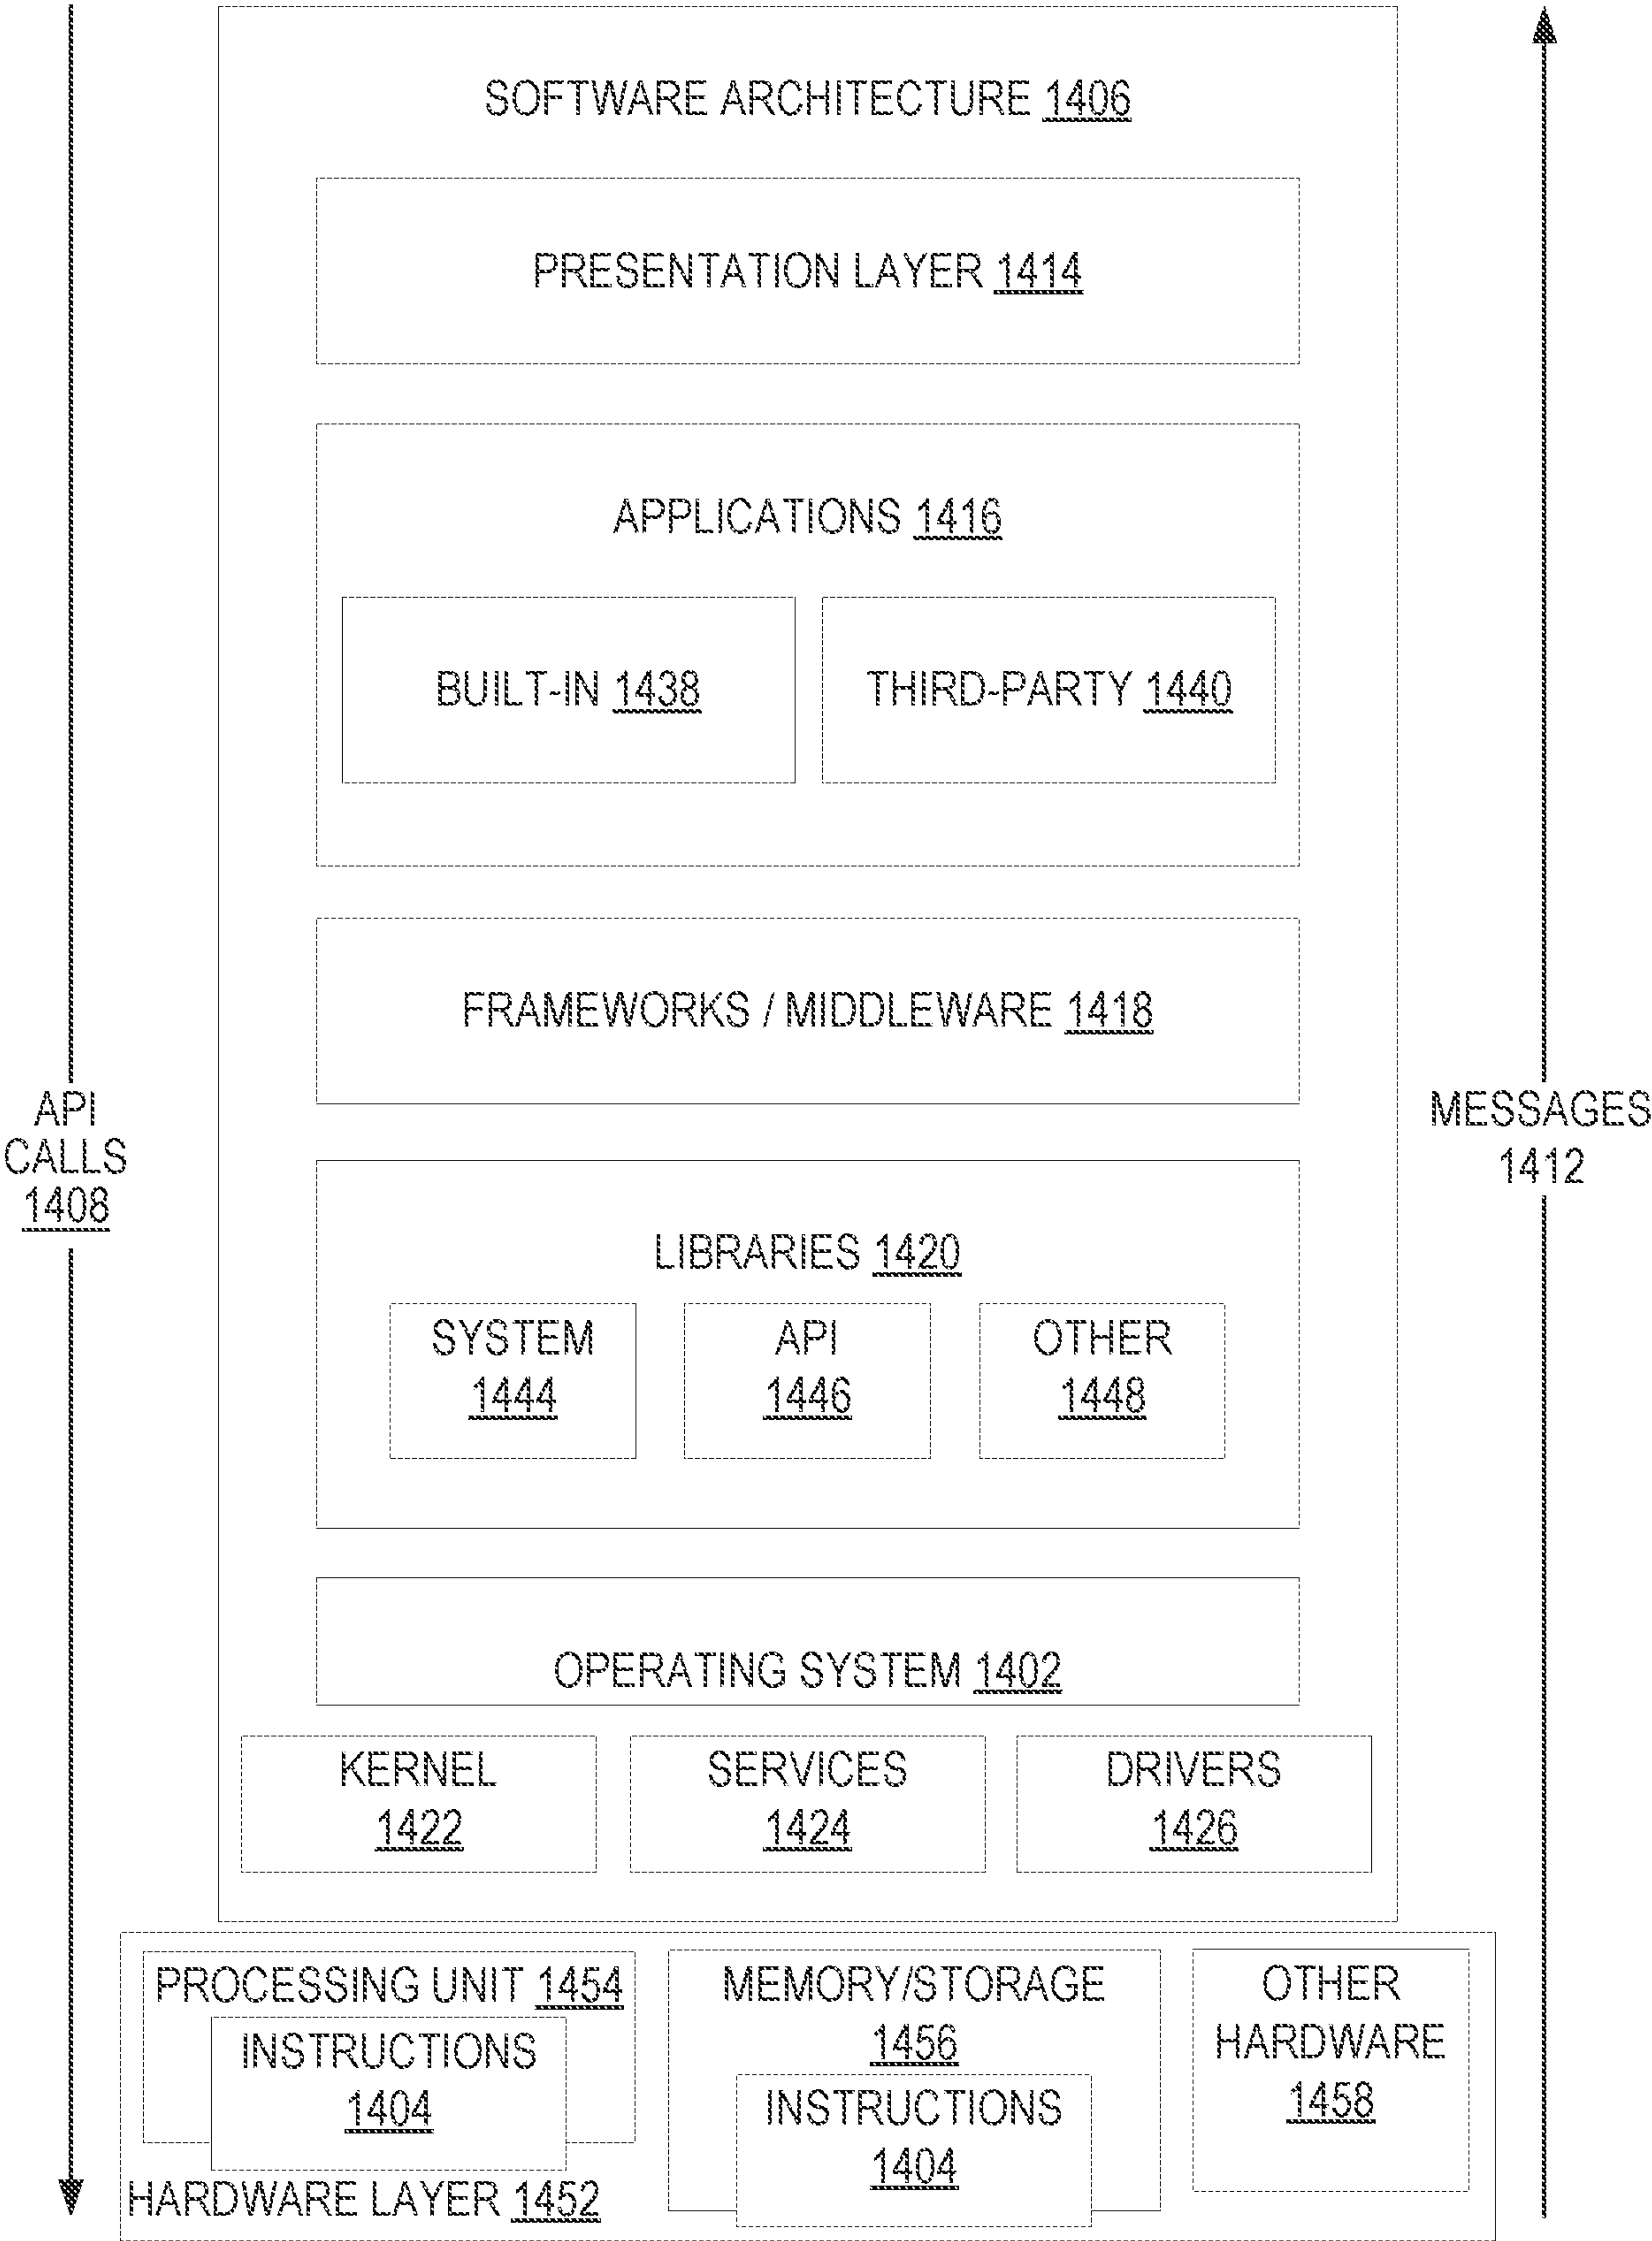 SOFTWARE ARCHITECTURE 1406
PRESENTATION LAYER 1414
APPLICATIONS 1416
BUILT-IN 1438
THIRD-PARTY 1440
FRAMEWORKS / MIDDLEWARE 1418
API
CALLS
1408
MESSAGES
1412
LIBRARIES 1420
SYSTEM
1444
API
1446
OTHER
1448
OPERATING SYSTEM 1402
KERNEL
1422
SERVICES
1424
DRIVERS
1426
PROCESSING UNIT 1454
INSTRUCTIONS
1404
MEMORY/STORAGE
1456
INSTRUCTIONS
1404
OTHER
HARDWARE
1458
HARDWARE LAYER 1452